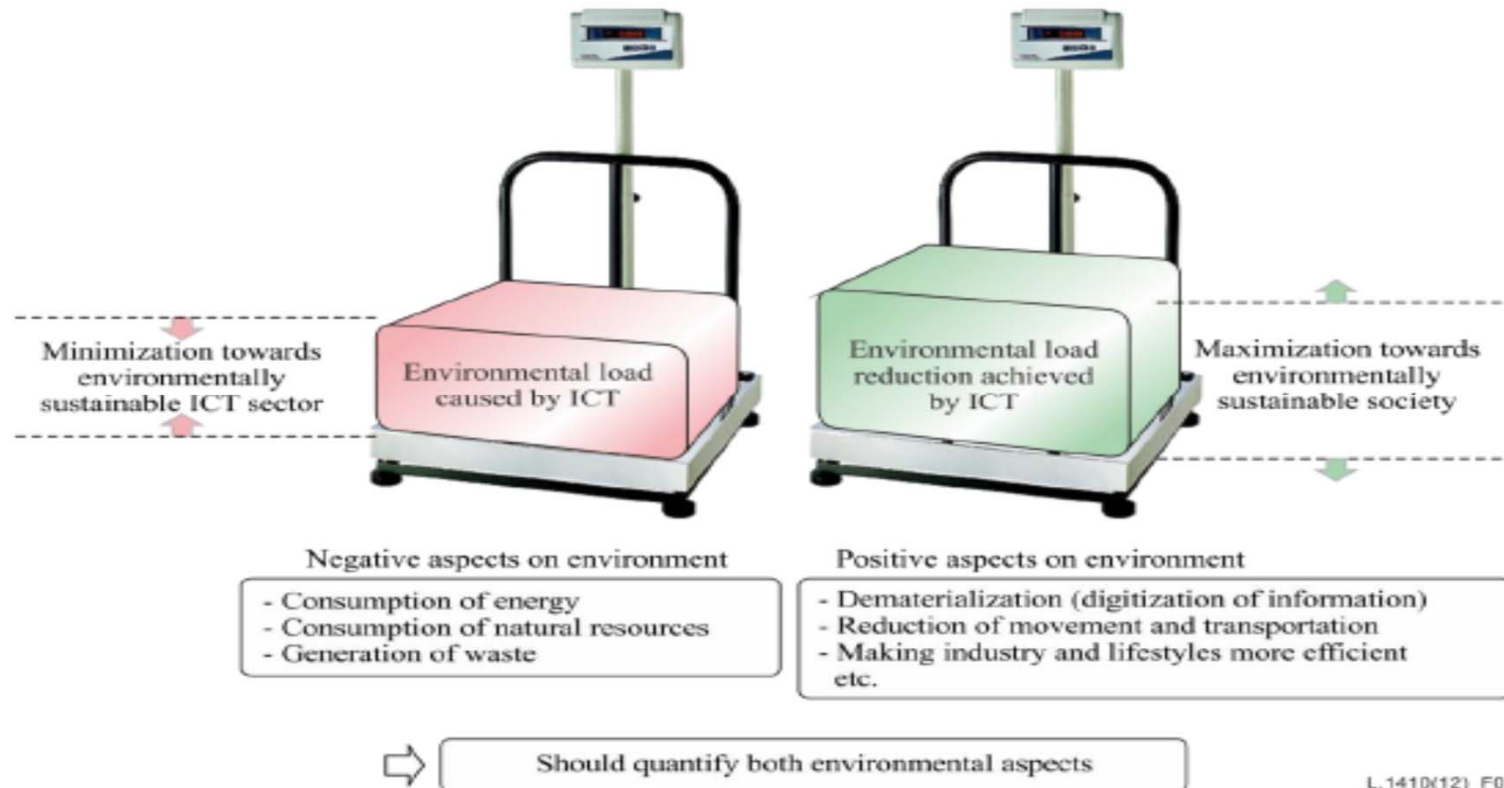 Minimization towards
environmentally
sustainable ICT sector
Environmental load
caused by ICT
Environmental load
reduction achieved
by ICT
Maximization towards
environmentally
sustainable society
Negative aspects on environment
- Consumption of energy
- Consumption of natural resources
- Generation of waste
Positive aspects on environment
- Dematerialization (digitization of information)
- Reduction of movement and transportation
- Making industry and lifestyles more efficient
etc.
Should quantify both environmental aspects
L.1410(12)_F0